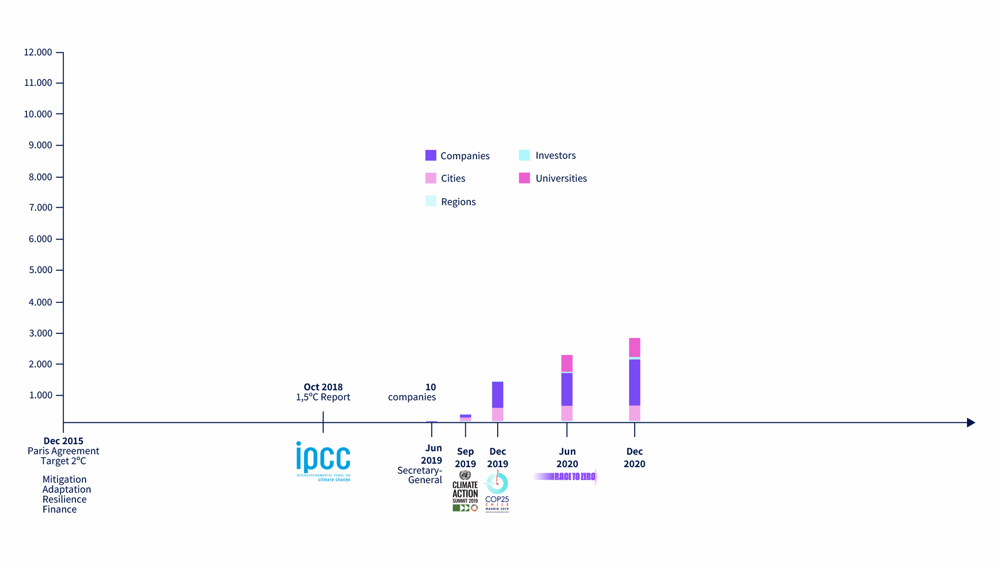 12.000
11.000
10.000
9.000
8.000
7.000
6.000
5.000
4.000
3.000
2.000
1.000
Companies
Cities
Regions
Investors
Universities
Dec 2015
Paris Agreement
Target 2ºC
Mitigation
Adaptation
Resilience
Finance
Oct 2018
1,5ºC Report
ipcc
INTERGOVERNMENTAL PANEL ON
climate change
10
companies
Jun
2019
Secretary-
General
Sep
2019
CLIMATE
ACTION
SUMMIT 2019
Dec
2019
COP25
CHILE
MADRID 2019
Jun
2020
RACE TO ZERO
Dec
2020